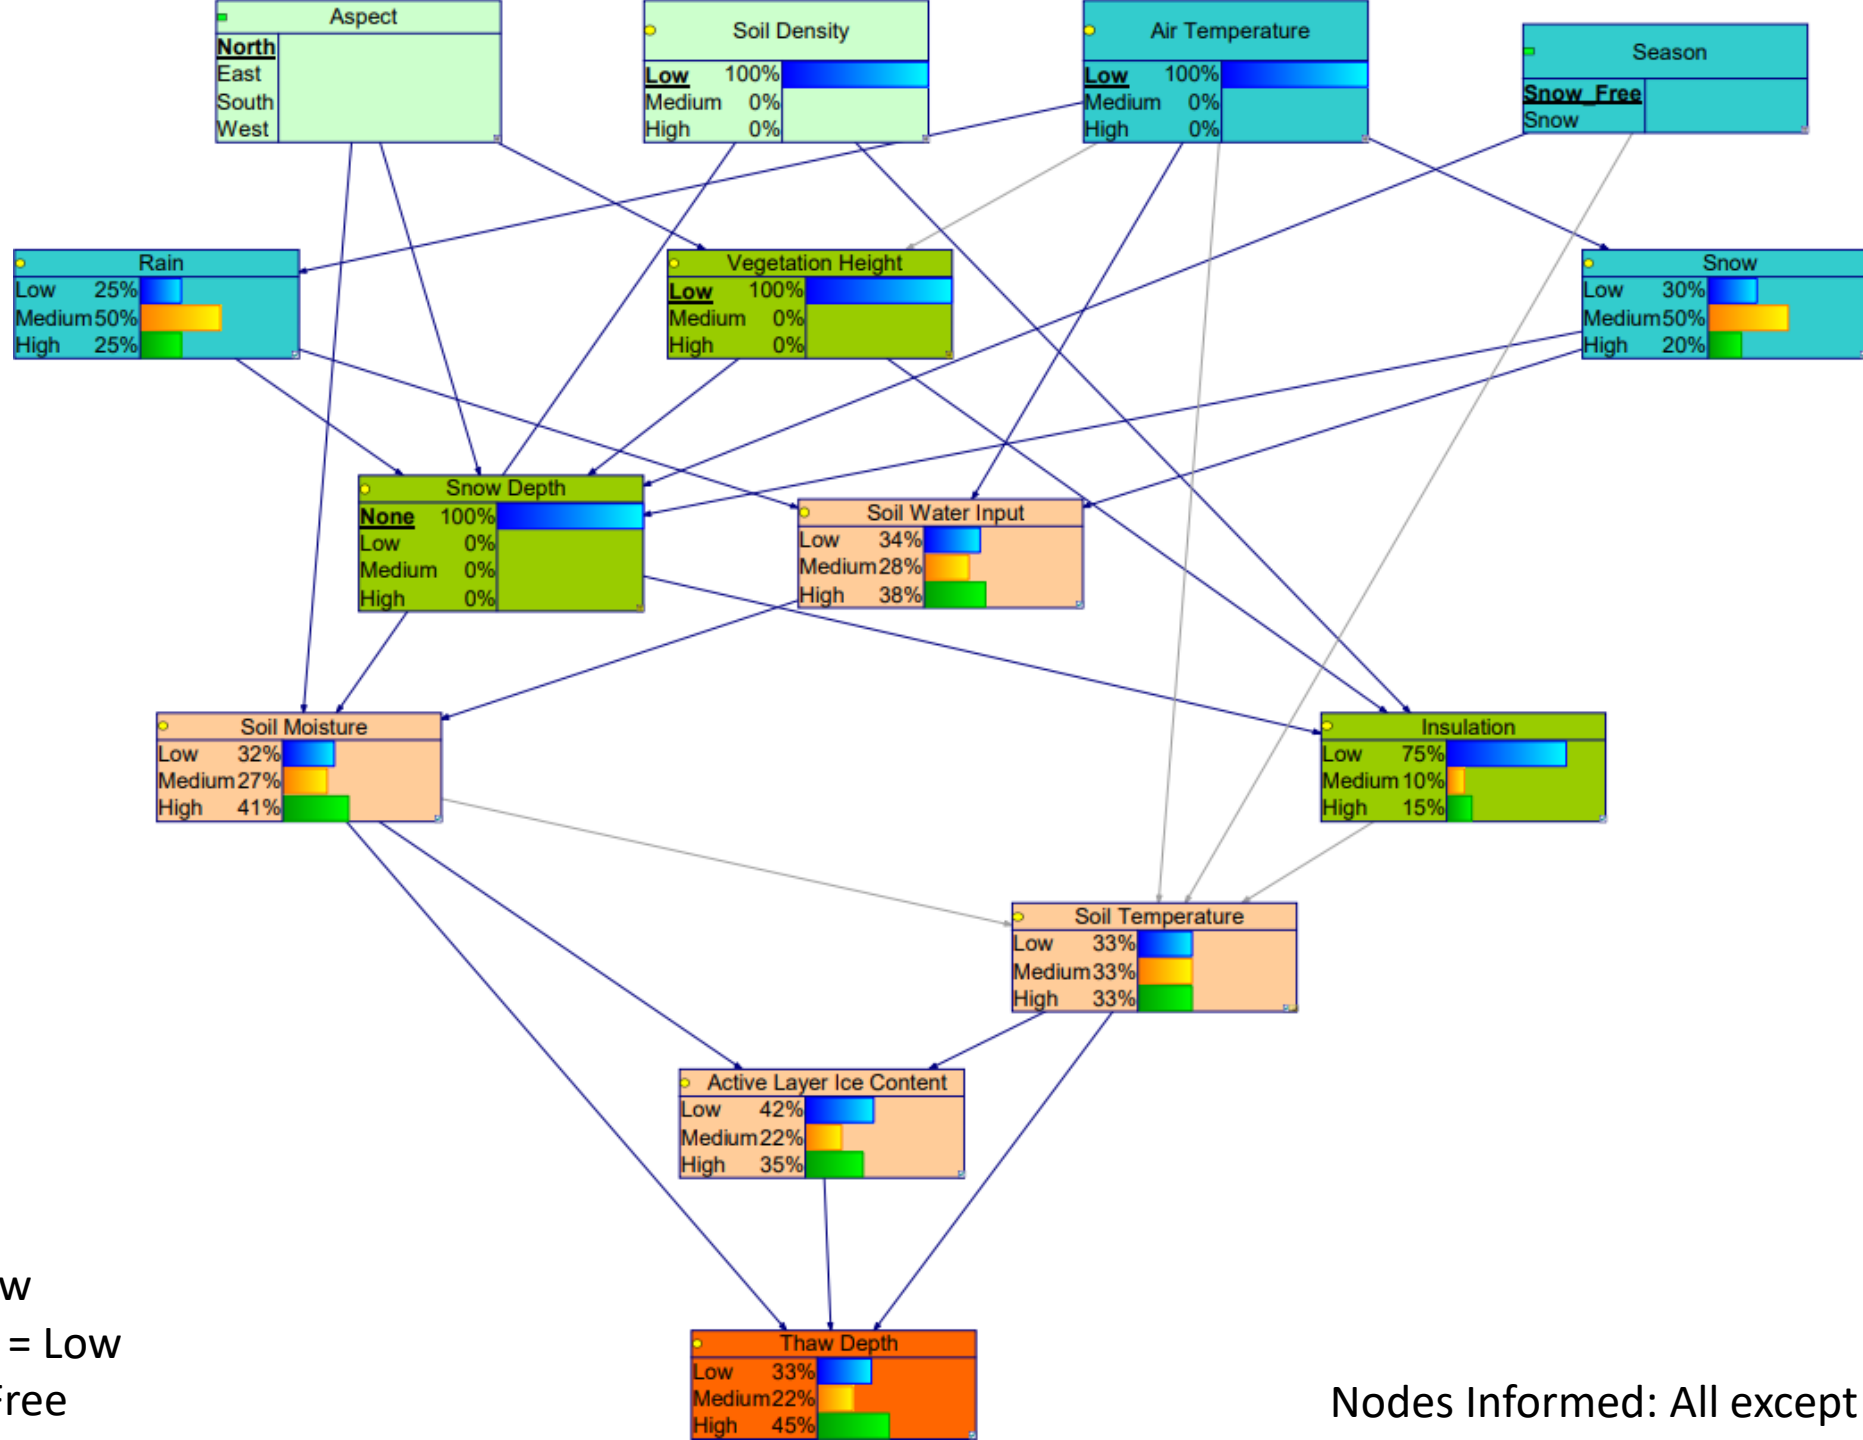 Aspect
North
East
South
West
Soil Density
Low 100%
Medium 0%
High 0%
Air Temperature
Low 100%
Medium 0%
High 0%
Season
Snow_Free
Snow
Rain
Low 25%
Medium 50%
High 25%
Vegetation Height
Low 100%
Medium 0%
High 0%
Snow
Low 30%
Medium 50%
High 20%
Snow Depth
None 100%
Low 0%
Medium 0%
High 0%
Soil Water Input
Low 34%
Medium 28%
High 38%
Soil Moisture
Low 32%
Medium 27%
High 41%
Insulation
Low 75%
Medium 10%
High 15%
Soil Temperature
Low 33%
Medium 33%
High 33%
Active Layer Ice Content
Low 42%
Medium 22%
High 35%
Thaw Depth
Low 33%
Medium 22%
High 45%
w
= Low
Free
Nodes Informed: All except